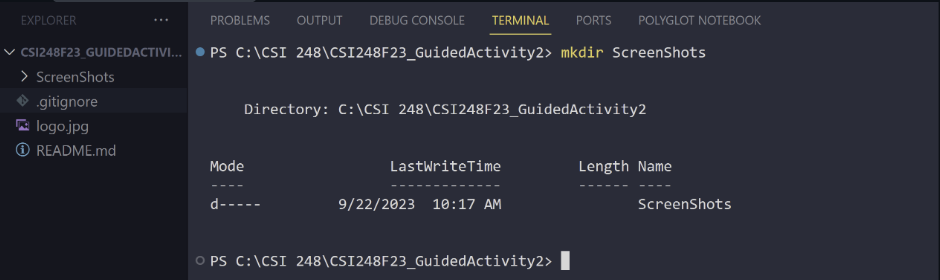 EXPLORER ...
CSI248F23_GUIDEDACTIVI...
ScreenShots
.gitignore
logo.jpg
README.md
PROBLEMS OUTPUT DEBUG CONSOLE TERMINAL PORTS POLYGLOT NOTEBOOK
PS C:\CSI 248\CSI248F23_GuidedActivity2> mkdir ScreenShots
Directory: C:\CSI 248\CSI248F23_GuidedActivity2
Mode LastWriteTime Length Name
---- ------------- ------ ----
d----- 9/22/2023 10:17 AM ScreenShots
PS C:\CSI 248\CSI248F23_GuidedActivity2>